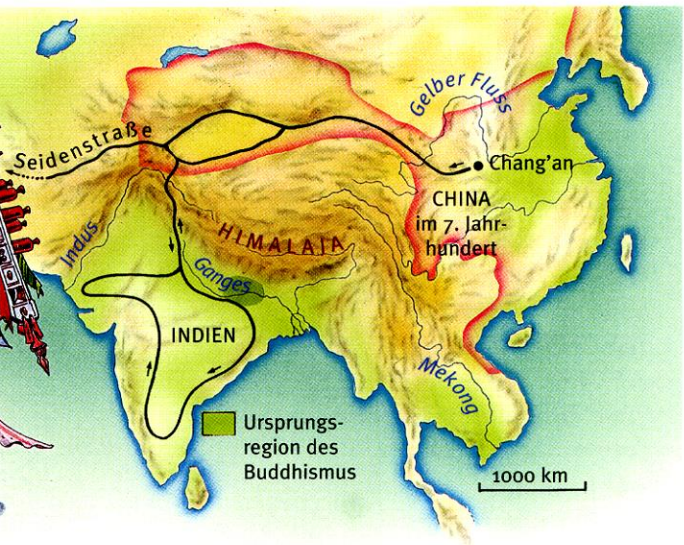 Gelber Fluss
Seidenstraße
Chang'an
CHINA
im 7. Jahr-
hundert
Indus
HIMALAIA
Ganges
INDIEN
Mekong
Ursprungs-
region des
Buddhismus
1000 km